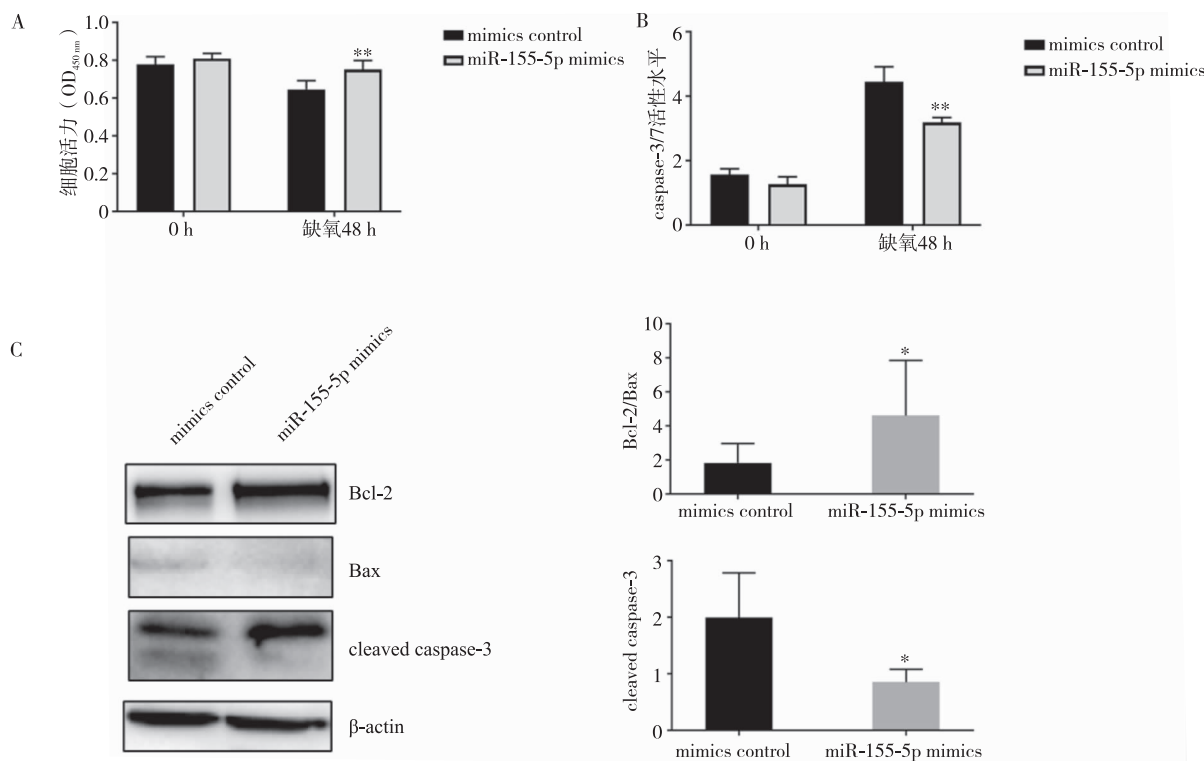 A
细胞活力（OD450 nm）
1.0
0.8
0.6
0.4
0.2
0
**
0 h
缺氧48 h
mimics control
miR-155-5p mimics
B
caspase-3/7活性水平
6
4
2
0
**
0 h
缺氧48 h
mimics control
miR-155-5p mimics
C
mimics control
miR-155-5p mimics
Bcl-2
Bax
cleaved caspase-3
β-actin
Bcl-2/Bax
10
8
6
4
2
0
*
mimics control
miR-155-5p mimics
cleaved caspase-3
3
2
1
0
*
mimics control
miR-155-5p mimics